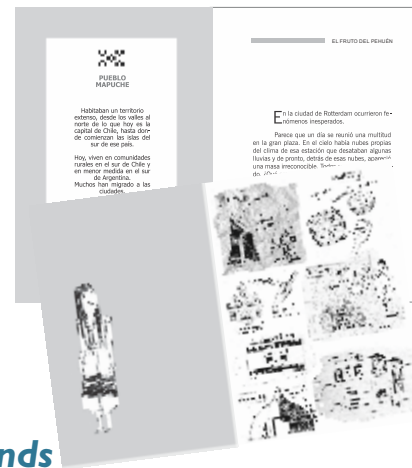 PUEBLO
MAPUCHE
Habitaban un territorio
extenso, desde los valles al
norte de lo que hoy es la
capital de Chile, hasta don-
de comienzan las islas del
sur de ese país.
Hoy, viven en comunidades
rurales en el sur de Chile y
en menor medida en el sur
de Argentina.
Muchos han migrado a las
ciudades.
EL FRUTO DEL PEHUÉN
En la ciudad de Rotterdam ocurrieron fe-
nómenos inesperados.
Parece que un día se reunió una multitud
en la gran plaza. En el cielo había nubes propias
del clima de esa estación que desataban algunas
lluvias y de pronto, detrás de esas nubes, apareció
una masa irreconocible.
nds